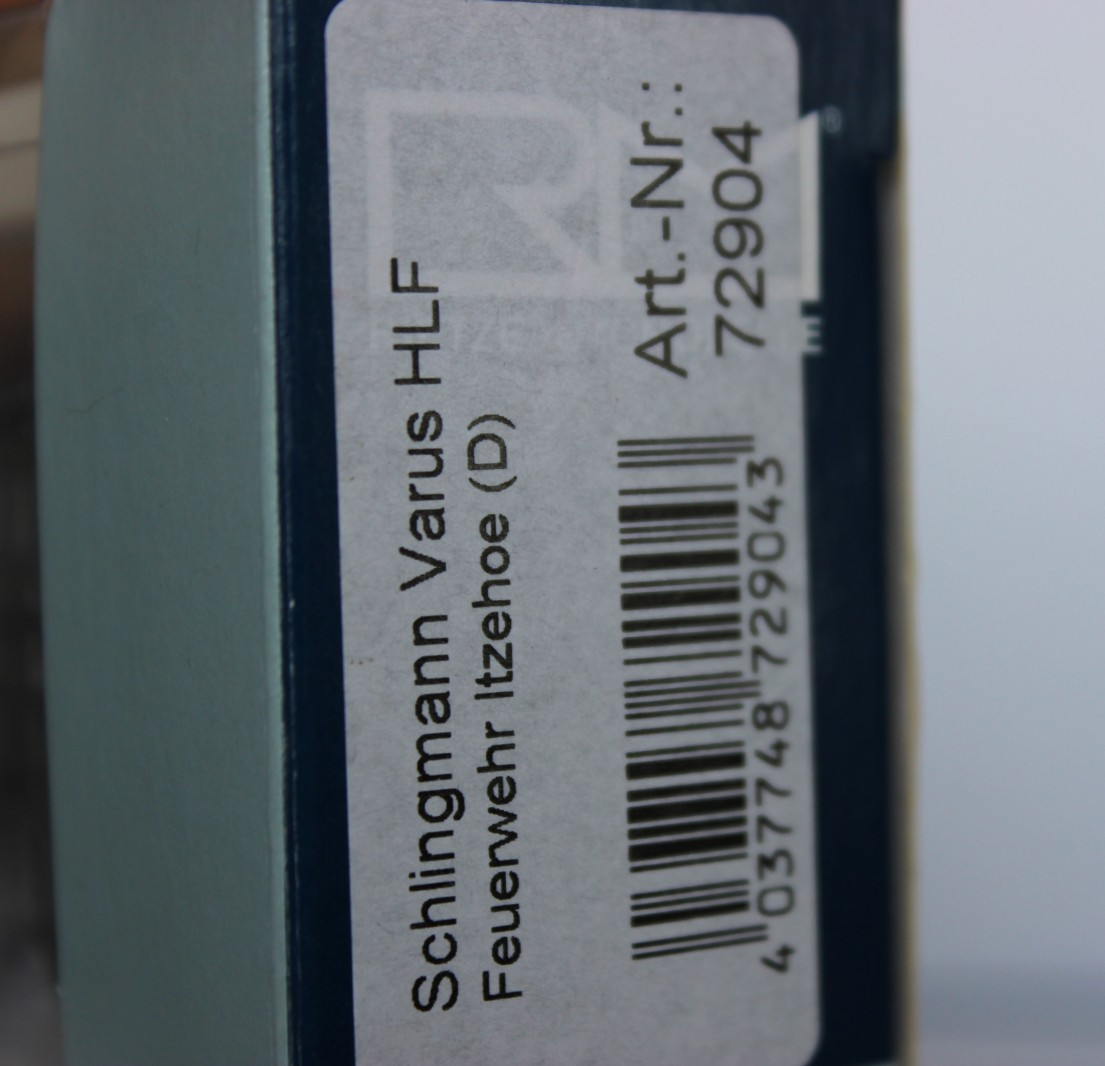 Schlingmann Varus HLF
Feuerwehr Itzehoe (D)
Art.-Nr.:
72904
4 037748 729043